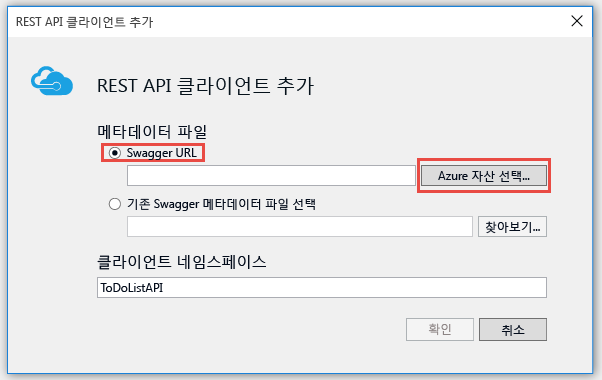 REST API 클라이언트 추가
REST API 클라이언트 추가
메타데이터 파일
Swagger URL
Azure 자산 선택...
기존 Swagger 메타데이터 파일 선택
찾아보기...
클라이언트 네임스페이스
ToDoListAPI
확인 취소